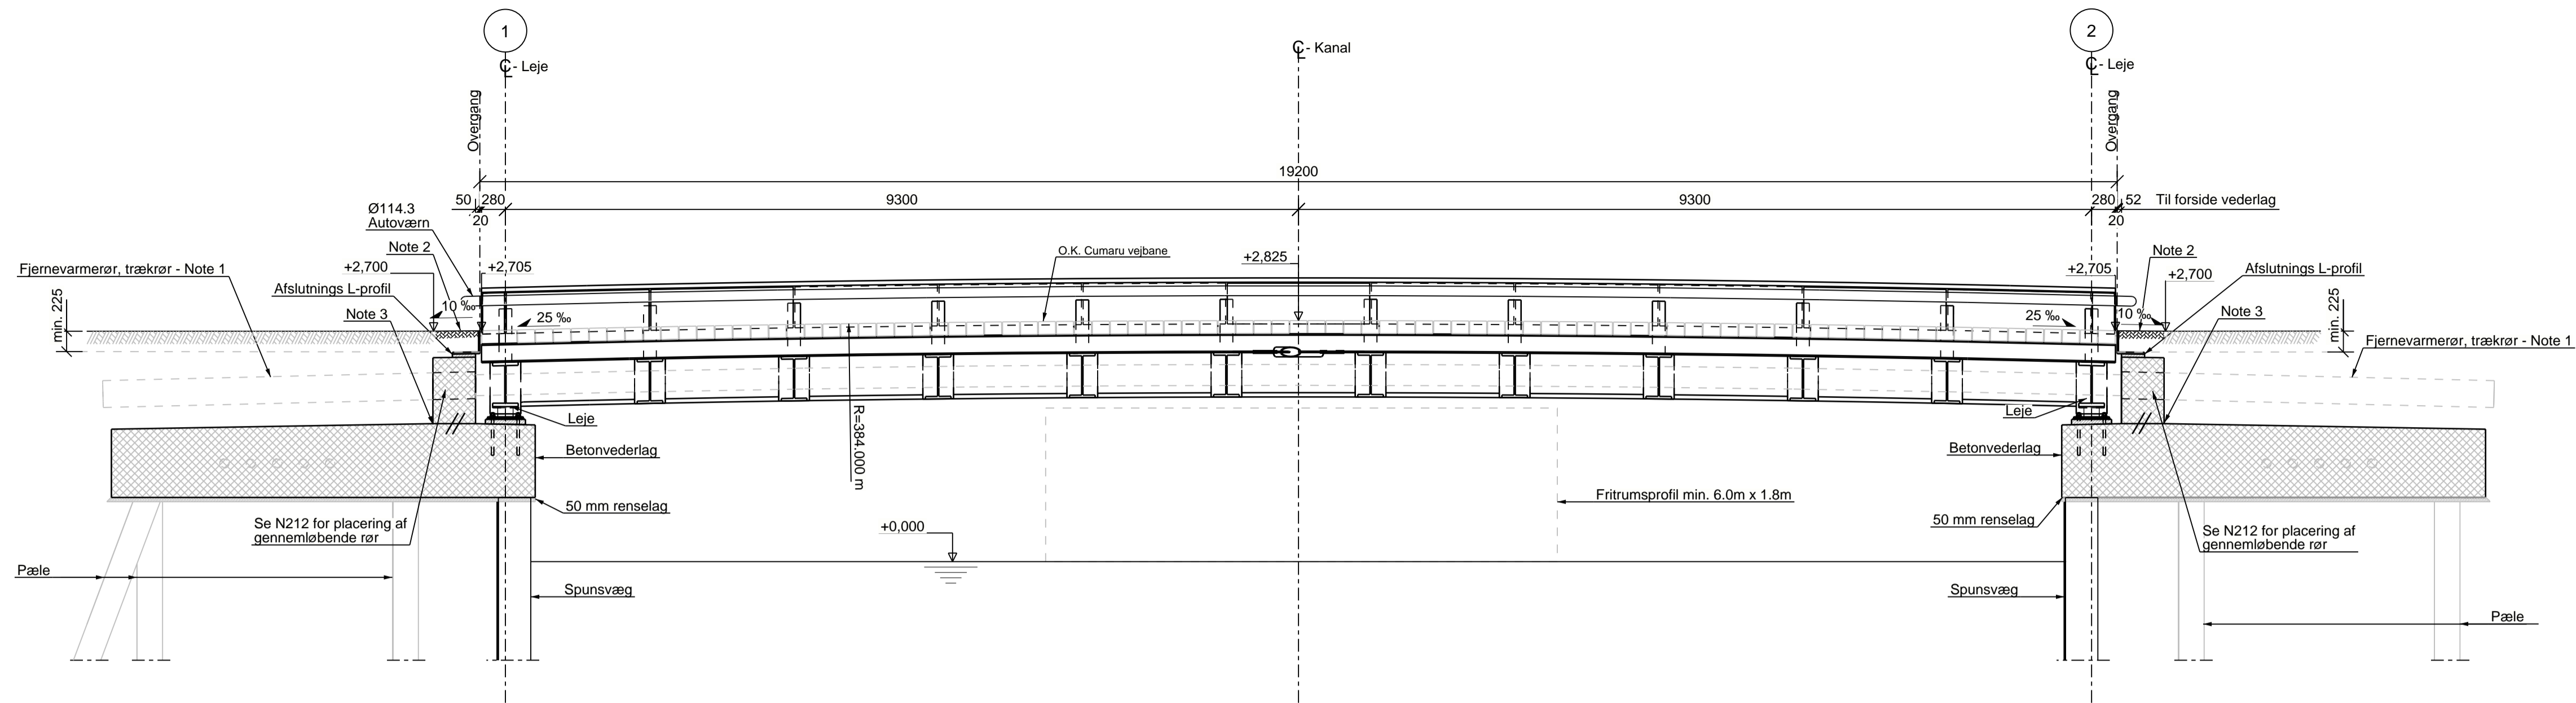 1
2
℄ - Leje
℄ - Kanal
℄ - Leje
Overgang
Overgang
19200
50
280
20
9300
9300
280
52
20
Til forside vederlag
Ø114.3
Autoværn
Note 2
+2,700
+2,705
Fjernevarmerør, trækrør - Note 1
Afslutnings L-profil
Note 3
min. 225
10 ‰
25 ‰
O.K. Cumaru vejbane
+2,825
+2,705
Note 2
+2,700
Afslutnings L-profil
Note 3
25 ‰
10 ‰
min. 225
Fjernevarmerør, trækrør - Note 1
Leje
R=384.000 m
Leje
Betonvederlag
Betonvederlag
50 mm renselag
Fritrumsprofil min. 6.0m x 1.8m
50 mm renselag
Se N212 for placering af
gennemløbende rør
+0,000
Se N212 for placering af
gennemløbende rør
Pæle
Spunsvæg
Spunsvæg
Pæle